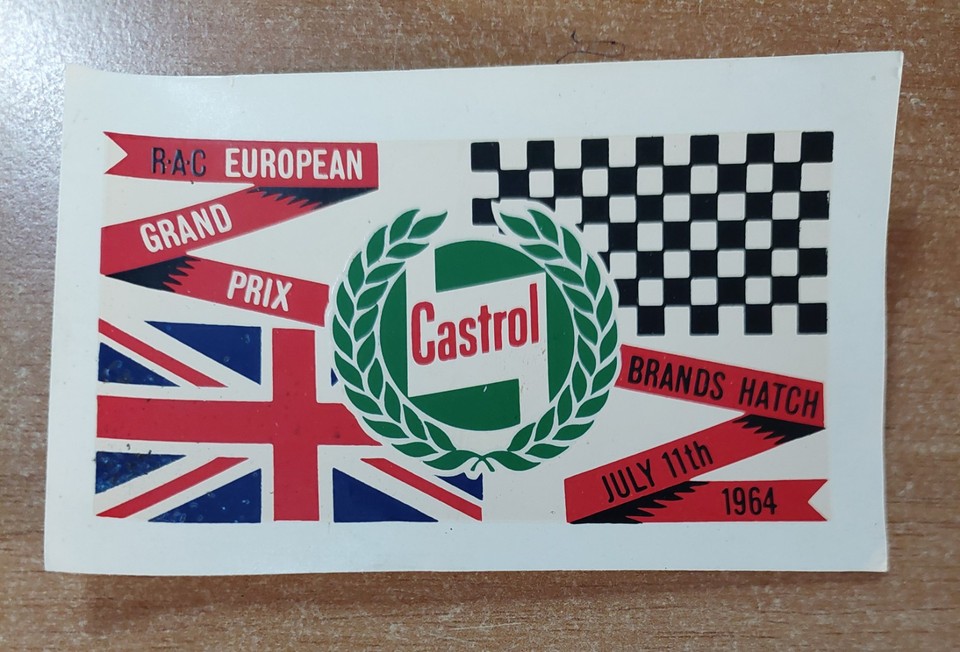 R·A·C EUROPEAN
GRAND
PRIX
Castrol
BRANDS HATCH
JULY 11th
1964